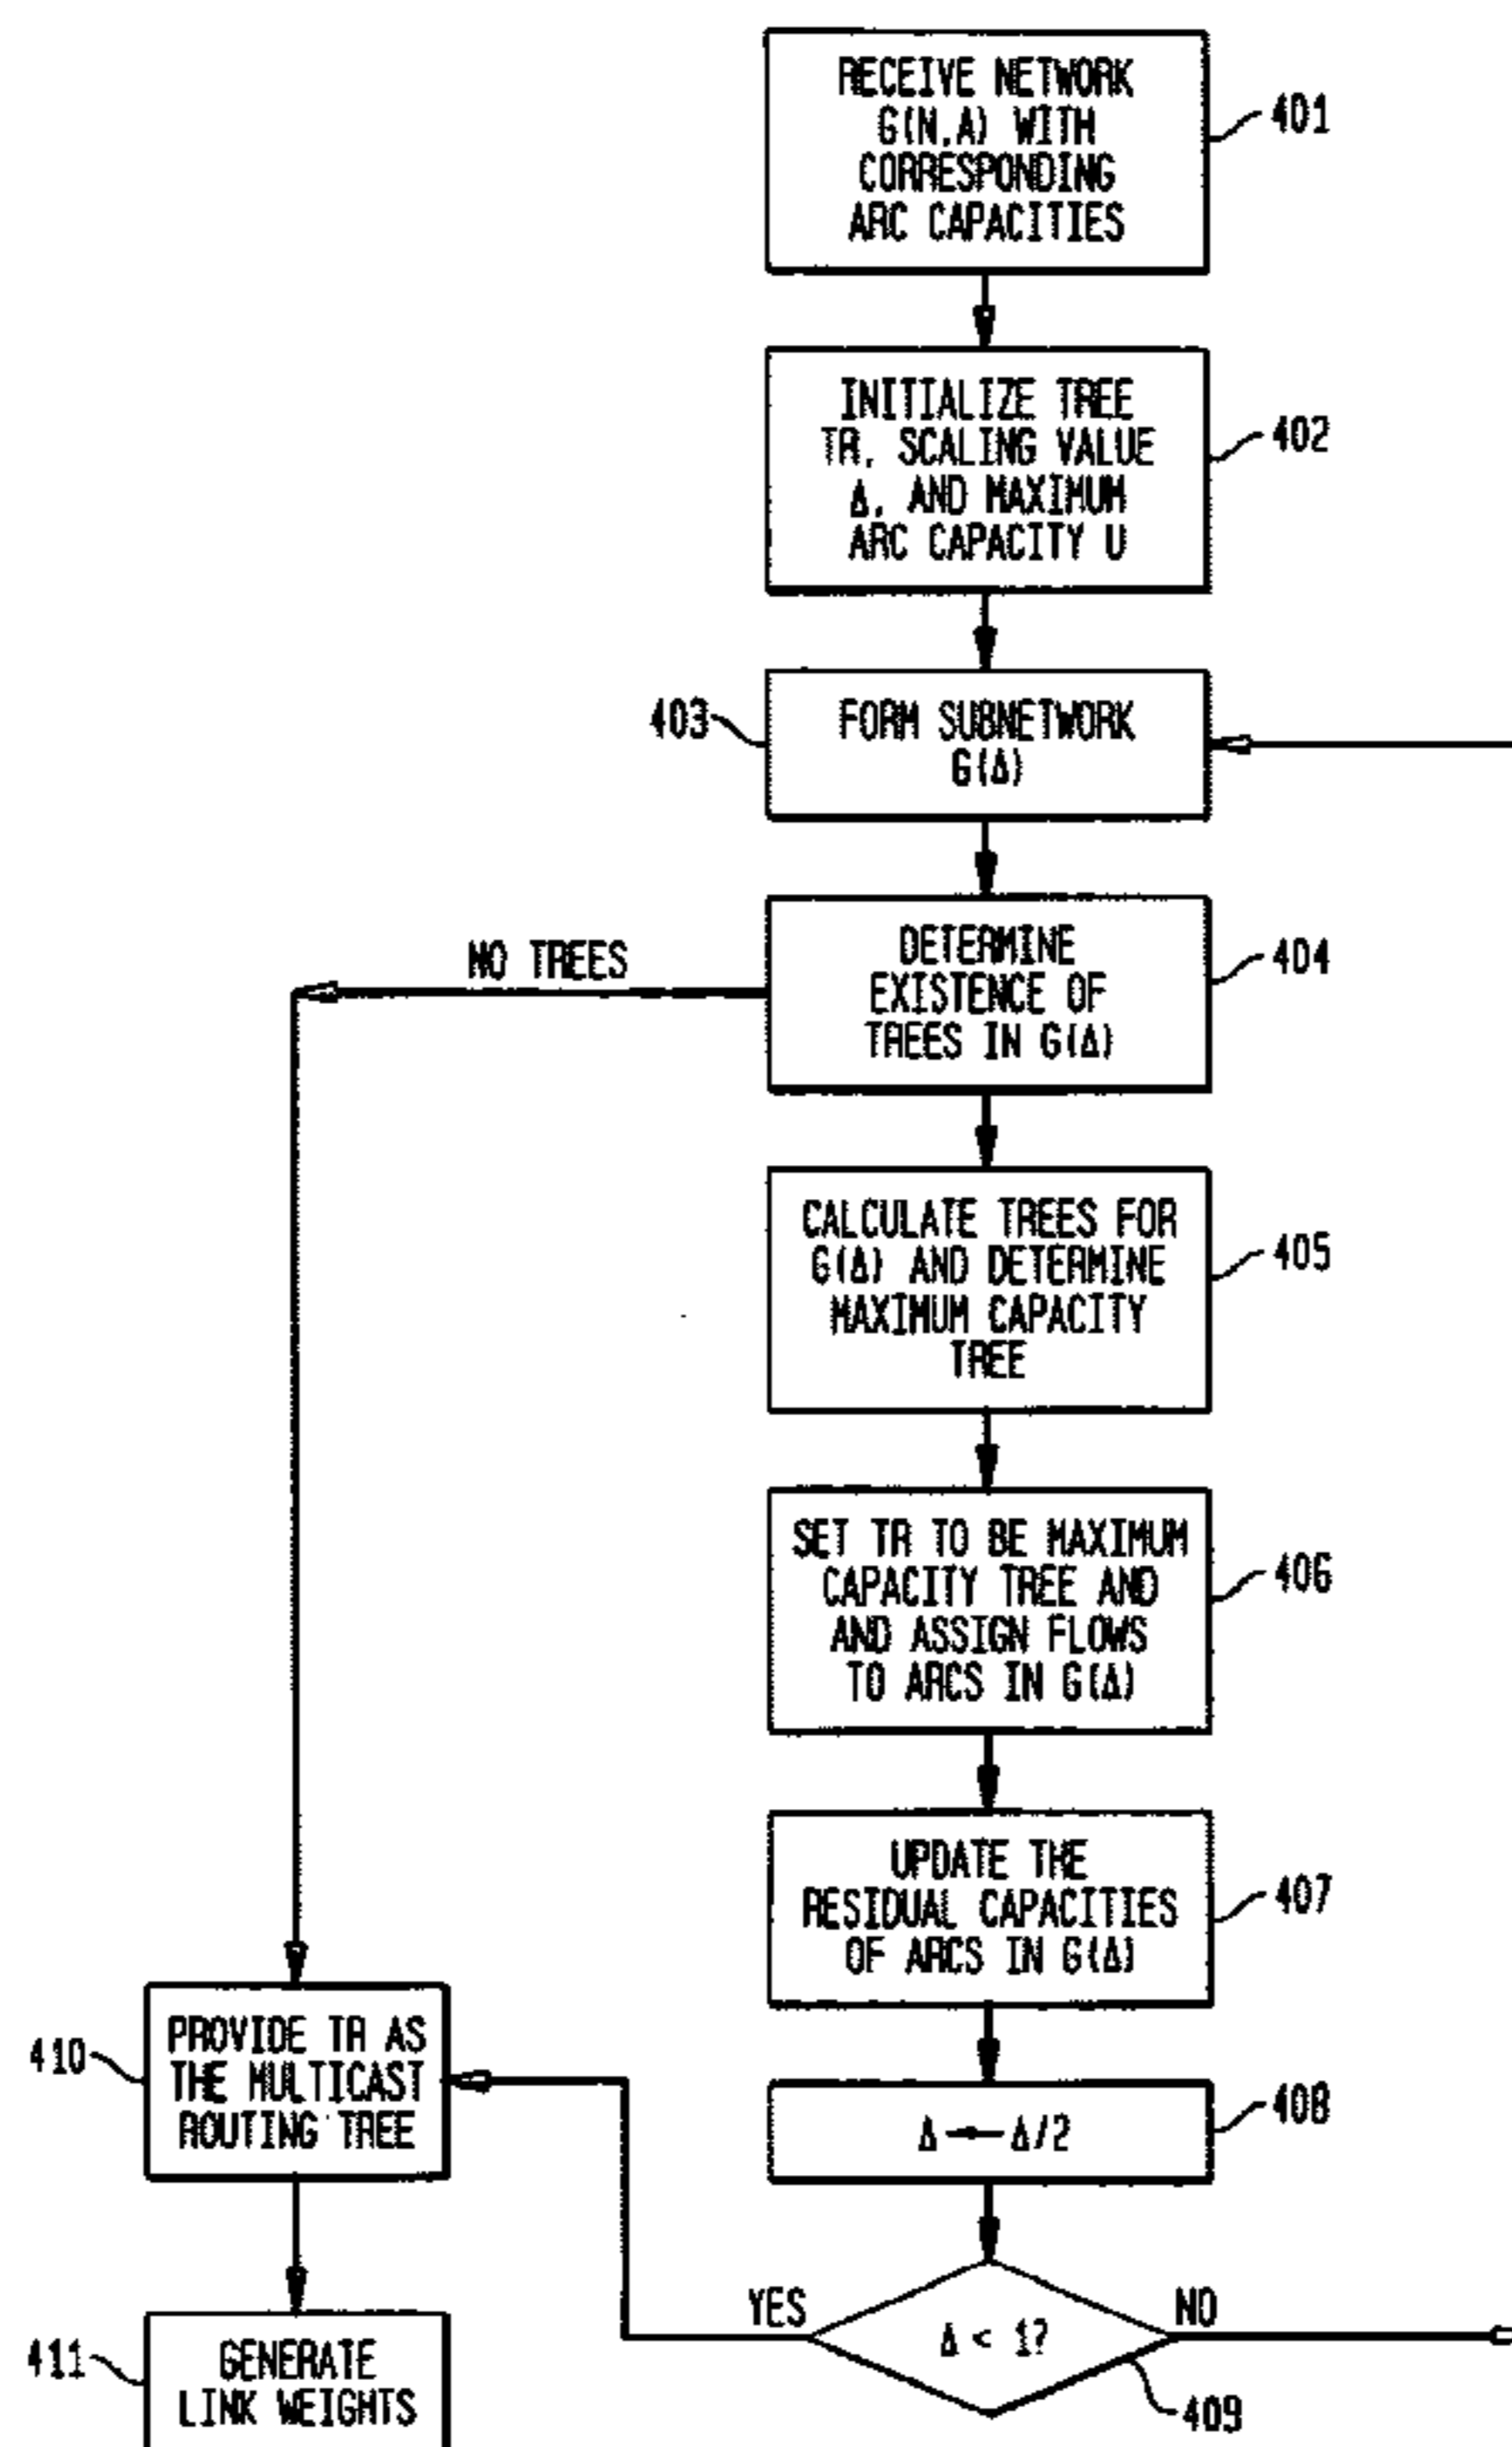 RECEIVE NETWORK
G(N,A) WITH
CORRESPONDING
ARC CAPACITIES
401
INITIALIZE TREE
TR, SCALING VALUE
Δ, AND MAXIMUM
ARC CAPACITY U
402
403
FORM SUBNETWORK
G(Δ)
NO TREES
DETERMINE
EXISTENCE OF
TREES IN G(Δ)
404
CALCULATE TREES FOR
G(Δ) AND DETERMINE
MAXIMUM CAPACITY
TREE
405
SET TR TO BE MAXIMUM
CAPACITY TREE AND
AND ASSIGN FLOWS
TO ARCS IN G(Δ)
406
UPDATE THE
RESIDUAL CAPACITIES
OF ARCS IN G(Δ)
407
410
PROVIDE TR AS
THE MULTICAST
ROUTING TREE
Δ ← Δ/2
408
YES
Δ < 1?
NO
409
411
GENERATE
LINK WEIGHTS